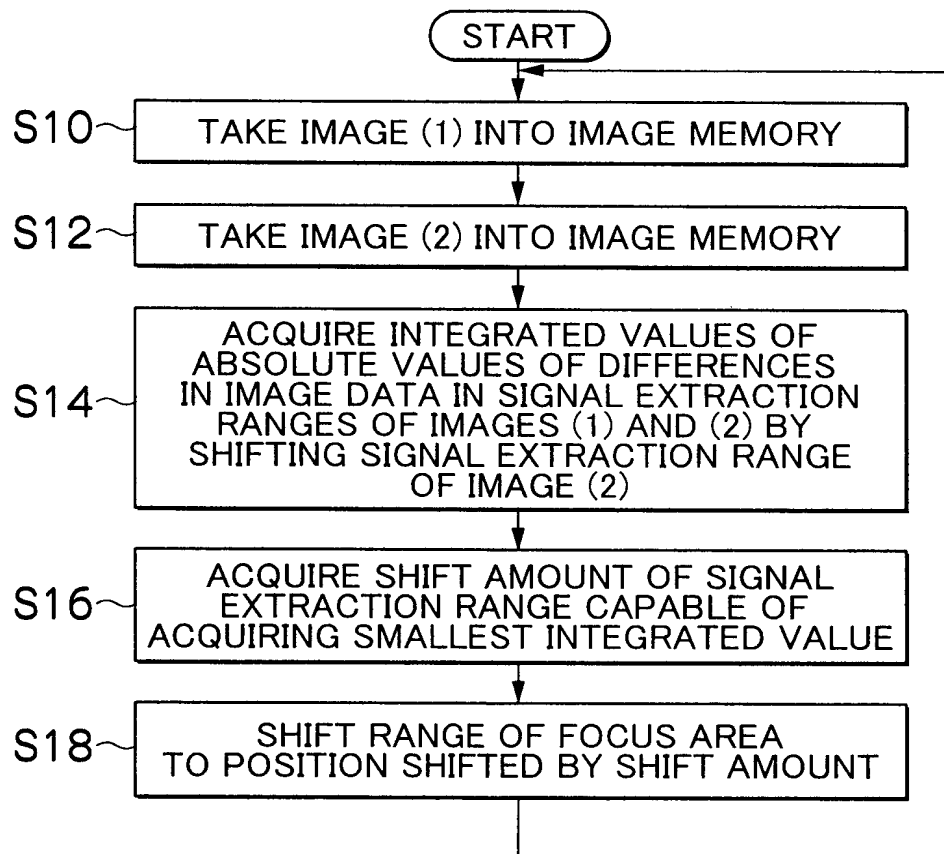 START
S10
TAKE IMAGE (1) INTO IMAGE MEMORY
S12
TAKE IMAGE (2) INTO IMAGE MEMORY
S14
ACQUIRE INTEGRATED VALUES OF
ABSOLUTE VALUES OF DIFFERENCES
IN IMAGE DATA IN SIGNAL EXTRACTION
RANGES OF IMAGES (1) AND (2) BY
SHIFTING SIGNAL EXTRACTION RANGE
OF IMAGE (2)
S16
ACQUIRE SHIFT AMOUNT OF SIGNAL
EXTRACTION RANGE CAPABLE OF
ACQUIRING SMALLEST INTEGRATED VALUE
S18
SHIFT RANGE OF FOCUS AREA
TO POSITION SHIFTED BY SHIFT AMOUNT